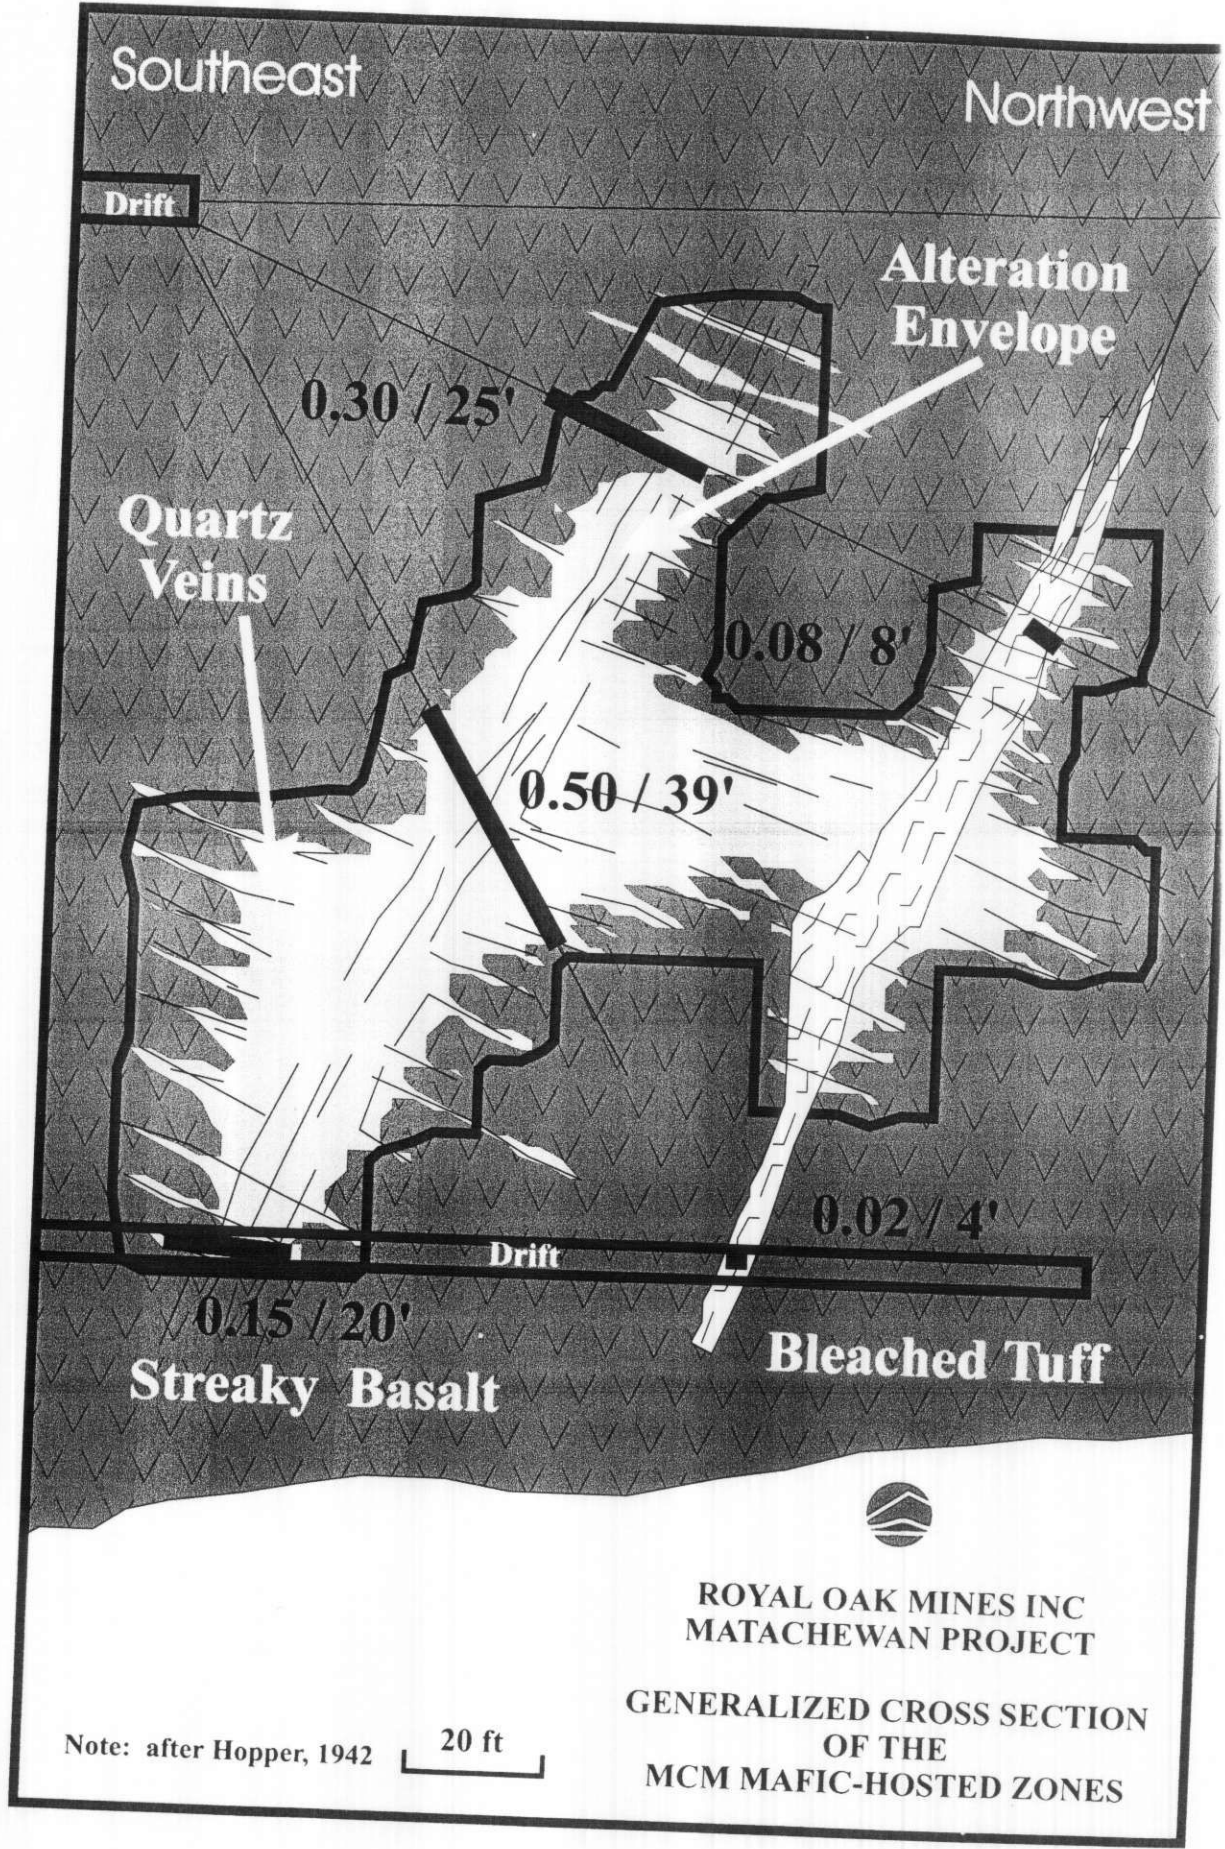 Southeast
Northwest
Drift
Alteration
Envelope
0.30 / 25'
Quartz
Veins
0.08 / 8'
0.50 / 39'
0.02 / 4'
Drift
0.15 / 20'
Bleached Tuff
Streaky Basalt
ROYAL OAK MINES INC
MATACHEWAN PROJECT
GENERALIZED CROSS SECTION
OF THE
MCM MAFIC-HOSTED ZONES
Note: after Hopper, 1942
20 ft